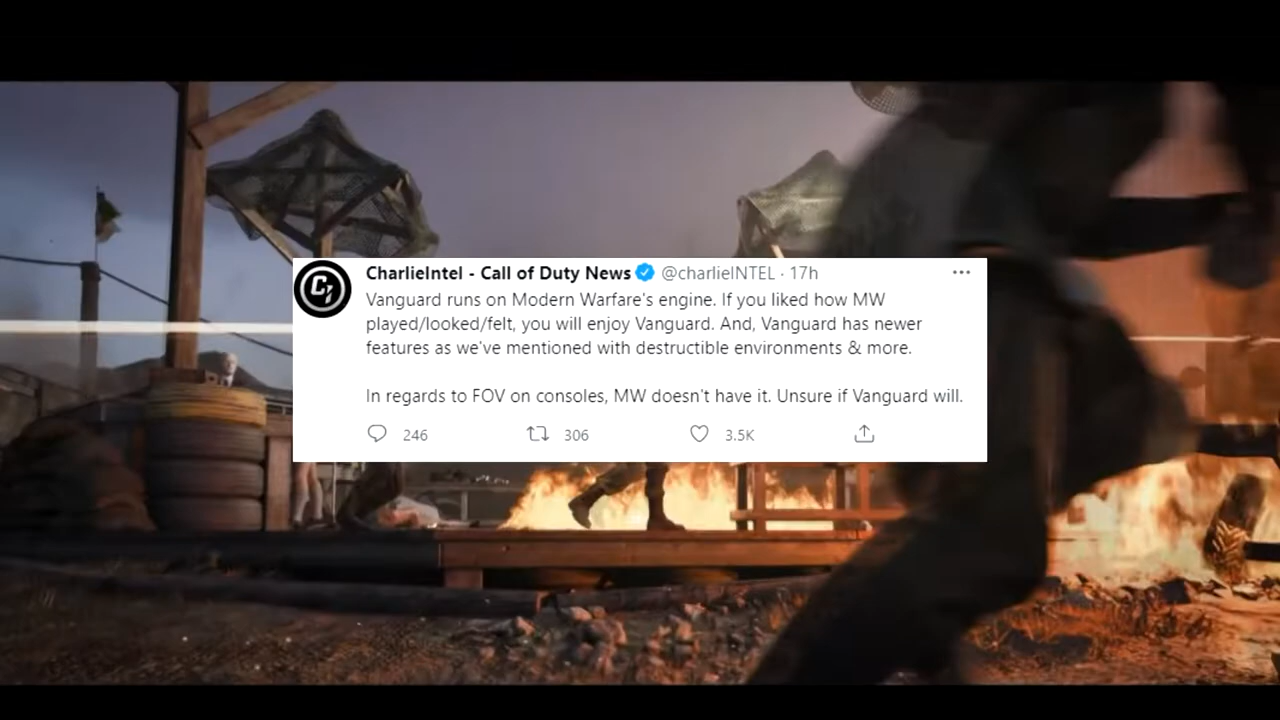 CharlieIntel - Call of Duty News @charlieINTEL · 17h
Vanguard runs on Modern Warfare's engine. If you liked how MW
played/looked/felt, you will enjoy Vanguard. And, Vanguard has newer
features as we've mentioned with destructible environments & more.
In regards to FOV on consoles, MW doesn't have it. Unsure if Vanguard will.
246 306 3.5K